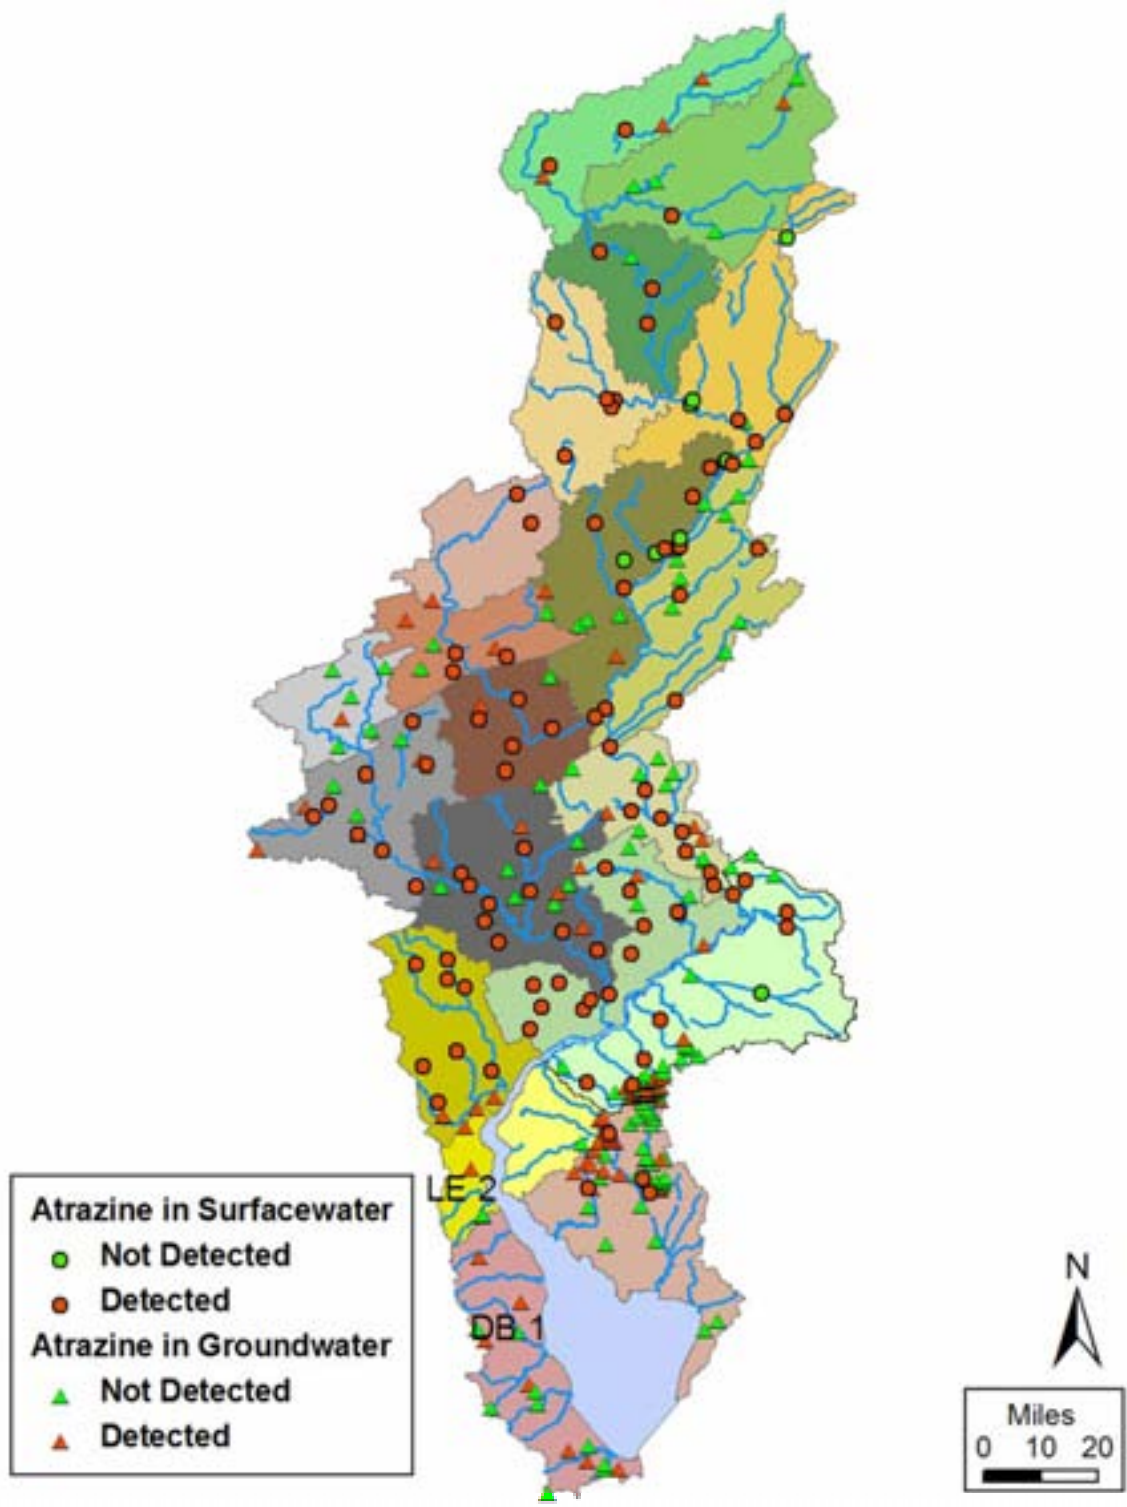 LE 2
DB 1
Atrazine in Surfacewater
Not Detected
Detected
Atrazine in Groundwater
Not Detected
Detected
N
Miles
0 10 20